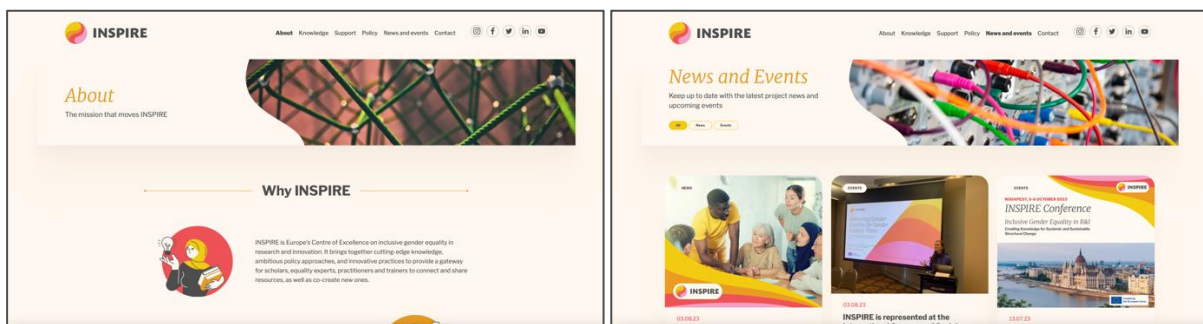 INSPIRE
About Knowledge Support Policy News and events Contact
About
The mission that moves INSPIRE
Why INSPIRE
INSPIRE is Europe's Centre of Excellence on inclusive gender equality in
research and innovation. It brings together cutting-edge knowledge,
ambitious policy approaches, and innovative practices to provide a gateway
for scholars, equality experts, practitioners and trainers to connect and share
resources, as well as co-create new ones.
INSPIRE
About Knowledge Support Policy News and events Contact
News and Events
Keep up to date with the latest project news and
upcoming events
All News Events
NEWS
INSPIRE
03.08.23
EVENTS
03.08.23
INSPIRE is represented at the
EVENTS
INSPIRE
BUDAPEST, 5-6 OCTOBER 2023
INSPIRE Conference
Inclusive Gender Equality in R&I
Creating Knowledge for Systemic and Sustainable
Structural Change
13.07.23